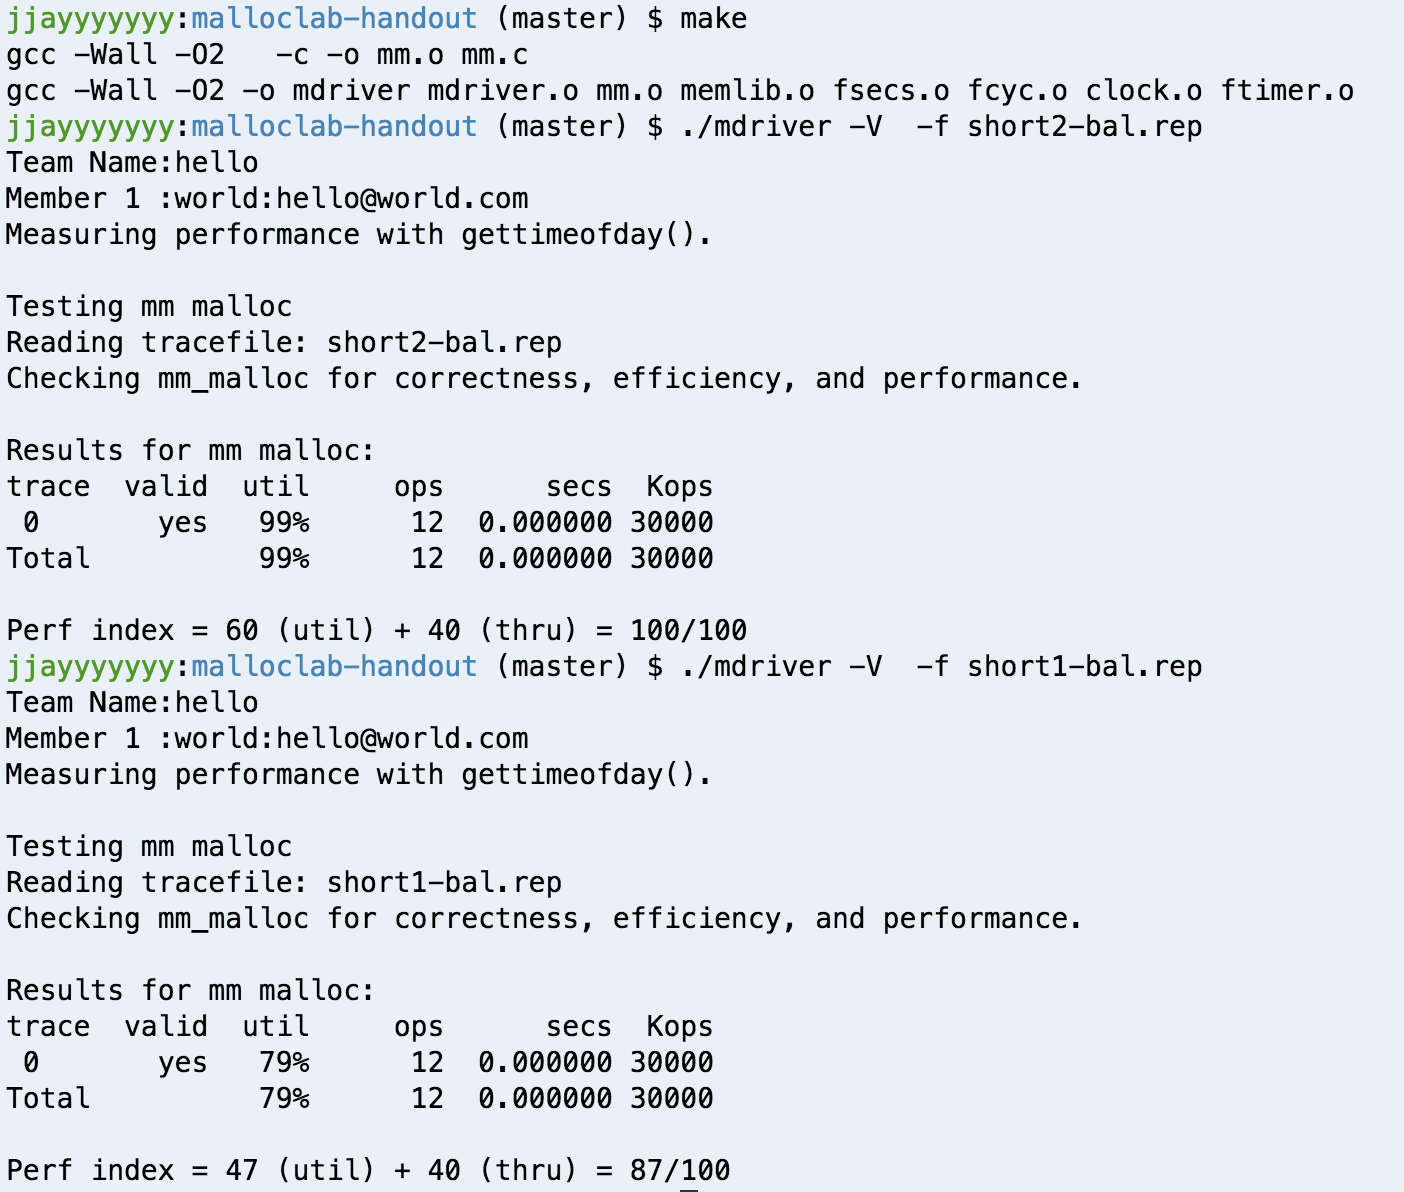 jjayyyyyyy:malloclab-handout (master) $ make
gcc -Wall -O2   -c -o mm.o mm.c
gcc -Wall -O2 -o mdriver mdriver.o mm.o memlib.o fsecs.o fcyc.o clock.o ftimer.o
jjayyyyyyy:malloclab-handout (master) $ ./mdriver -V  -f short2-bal.rep
Team Name:hello
Member 1 :world:hello@world.com
Measuring performance with gettimeofday().

Testing mm malloc
Reading tracefile: short2-bal.rep
Checking mm_malloc for correctness, efficiency, and performance.

Results for mm malloc:
trace  valid  util     ops      secs  Kops
 0       yes   99%      12  0.000000 30000
Total          99%      12  0.000000 30000

Perf index = 60 (util) + 40 (thru) = 100/100
jjayyyyyyy:malloclab-handout (master) $ ./mdriver -V  -f short1-bal.rep
Team Name:hello
Member 1 :world:hello@world.com
Measuring performance with gettimeofday().

Testing mm malloc
Reading tracefile: short1-bal.rep
Checking mm_malloc for correctness, efficiency, and performance.

Results for mm malloc:
trace  valid  util     ops      secs  Kops
 0       yes   79%      12  0.000000 30000
Total          79%      12  0.000000 30000

Perf index = 47 (util) + 40 (thru) = 87/100